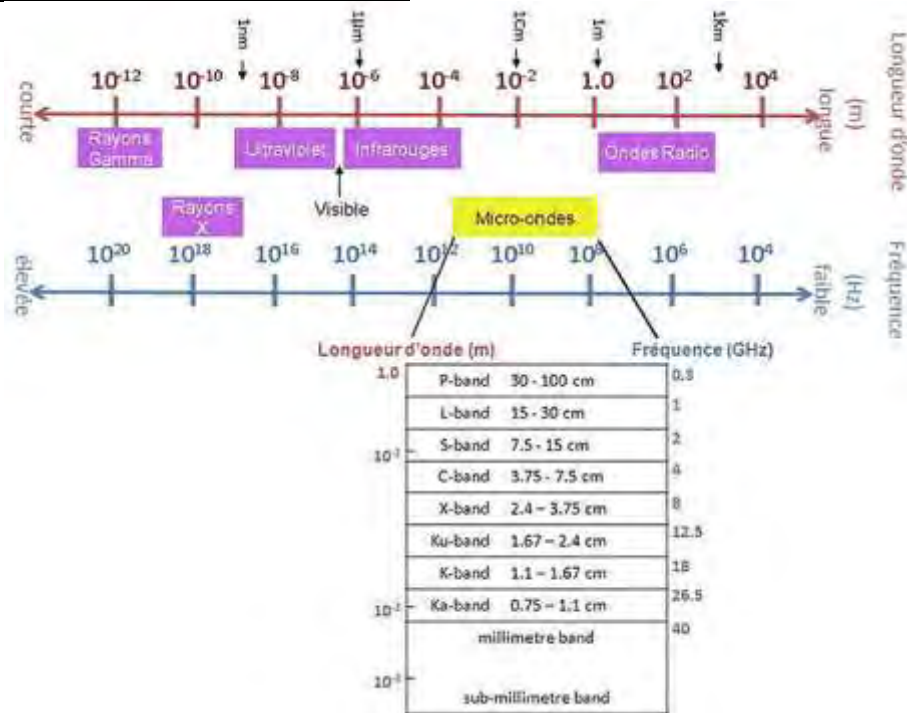 1nm 1µm 1Cm 1m 1km
10⁻¹² 10⁻¹⁰ 10⁻⁸ 10⁻⁶ 10⁻⁴ 10⁻² 1.0 10² 10⁴
courte
longue
(m)
Longueur d'onde
Rayons
Gamma
Ultraviolet
Infrarouges
Ondes Radio
Rayons
X
Visible
Micro-ondes
10²⁰ 10¹⁸ 10¹⁶ 10¹⁴ 10¹² 10¹⁰ 10⁸ 10⁶ 10⁴
élevée
faible
(Hz)
Fréquence
Longueur d'onde (m) Fréquence (GHz)
1.0 0.3
P-band 30 - 100 cm
1
L-band 15 - 30 cm
2
S-band 7.5 - 15 cm
4
C-band 3.75 - 7.5 cm
8
X-band 2.4 – 3.75 cm
12.5
Ku-band 1.67 – 2.4 cm
18
K-band 1.1 – 1.67 cm
26.5
10⁻² Ka-band 0.75 – 1.1 cm
40
millimetre band
sub-millimetre band